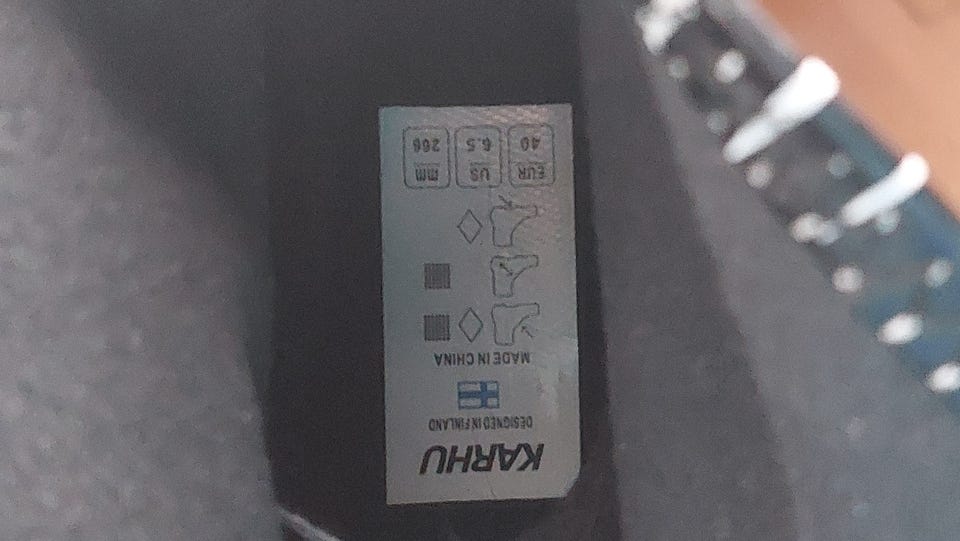 KARHU
DESIGNED IN FINLAND
MADE IN CHINA
EUR US mm
40 6.5 266